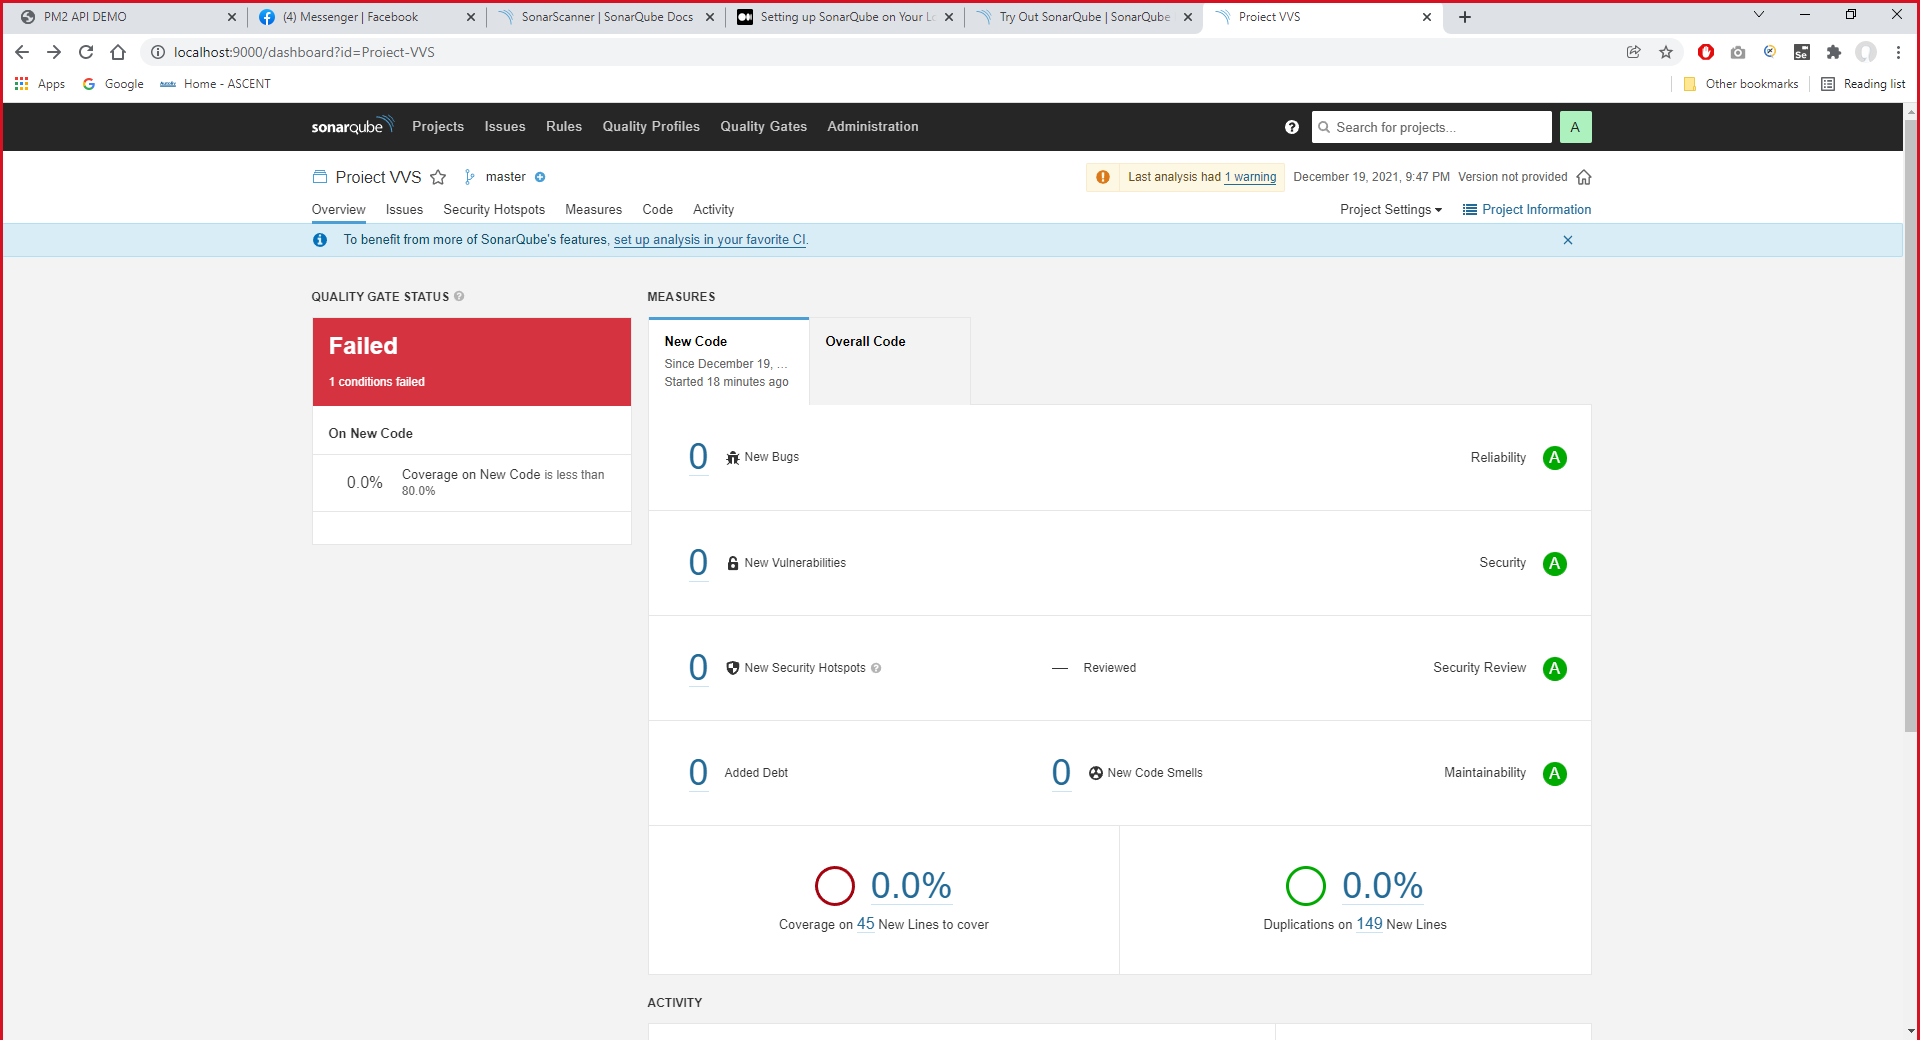 PM2 API DEMO
(4) Messenger | Facebook
SonarScanner | SonarQube Docs
Setting up SonarQube on Your Lo
Try Out SonarQube | SonarQube
Proiect VVS
localhost:9000/dashboard?id=Proiect-VVS
Se
Apps
Google
Home - ASCENT
Other bookmarks
Reading list
sonarqube
Projects
Issues
Rules
Quality Profiles
Quality Gates
Administration
Search for projects...
A
Proiect VVS
master
Last analysis had 1 warning
December 19, 2021, 9:47 PM
Version not provided
Overview
Issues
Security Hotspots
Measures
Code
Activity
Project Settings
Project Information
To benefit from more of SonarQube's features, set up analysis in your favorite CI.
QUALITY GATE STATUS
Failed
1 conditions failed
On New Code
0.0%
Coverage on New Code is less than
80.0%
MEASURES
New Code
Since December 19, ...
Started 18 minutes ago
Overall Code
0 New Bugs
Reliability A
0 New Vulnerabilities
Security A
0 New Security Hotspots
— Reviewed
Security Review A
0 Added Debt
0 New Code Smells
Maintainability A
0.0%
Coverage on 45 New Lines to cover
0.0%
Duplications on 149 New Lines
ACTIVITY